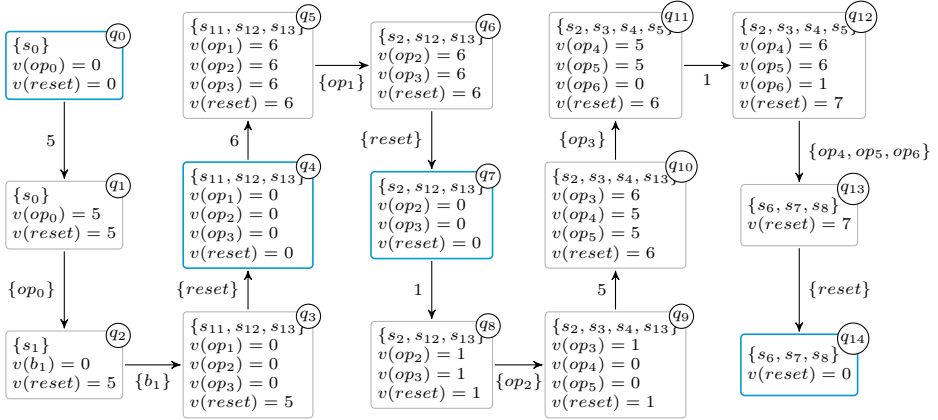 q₀
{s₀}
v(op₀) = 0
v(reset) = 0
5
q₁
{s₀}
v(op₀) = 5
v(reset) = 5
{op₀}
q₂
{s₁}
v(b₁) = 0
v(reset) = 5
{b₁}
q₃
{s₁₁, s₁₂, s₁₃}
v(op₁) = 0
v(op₂) = 0
v(op₃) = 0
v(reset) = 5
{reset}
q₄
{s₁₁, s₁₂, s₁₃}
v(op₁) = 0
v(op₂) = 0
v(op₃) = 0
v(reset) = 0
6
q₅
{s₁₁, s₁₂, s₁₃}
v(op₁) = 6
v(op₂) = 6
v(op₃) = 6
v(reset) = 6
{op₁}
q₆
{s₂, s₁₂, s₁₃}
v(op₂) = 6
v(op₃) = 6
v(reset) = 6
{reset}
q₇
{s₂, s₁₂, s₁₃}
v(op₂) = 0
v(op₃) = 0
v(reset) = 0
1
q₈
{s₂, s₁₂, s₁₃}
v(op₂) = 1
v(op₃) = 1
v(reset) = 1
{op₂}
q₉
{s₂, s₃, s₄, s₁₃}
v(op₃) = 1
v(op₄) = 0
v(op₅) = 0
v(reset) = 1
5
q₁₀
{s₂, s₃, s₄, s₁₃}
v(op₃) = 6
v(op₄) = 5
v(op₅) = 5
v(reset) = 6
{op₃}
q₁₁
{s₂, s₃, s₄, s₅}
v(op₄) = 5
v(op₅) = 5
v(op₆) = 0
v(reset) = 6
1
q₁₂
{s₂, s₃, s₄, s₅}
v(op₄) = 6
v(op₅) = 6
v(op₆) = 1
v(reset) = 7
{op₄, op₅, op₆}
q₁₃
{s₆, s₇, s₈}
v(reset) = 7
{reset}
q₁₄
{s₆, s₇, s₈}
v(reset) = 0